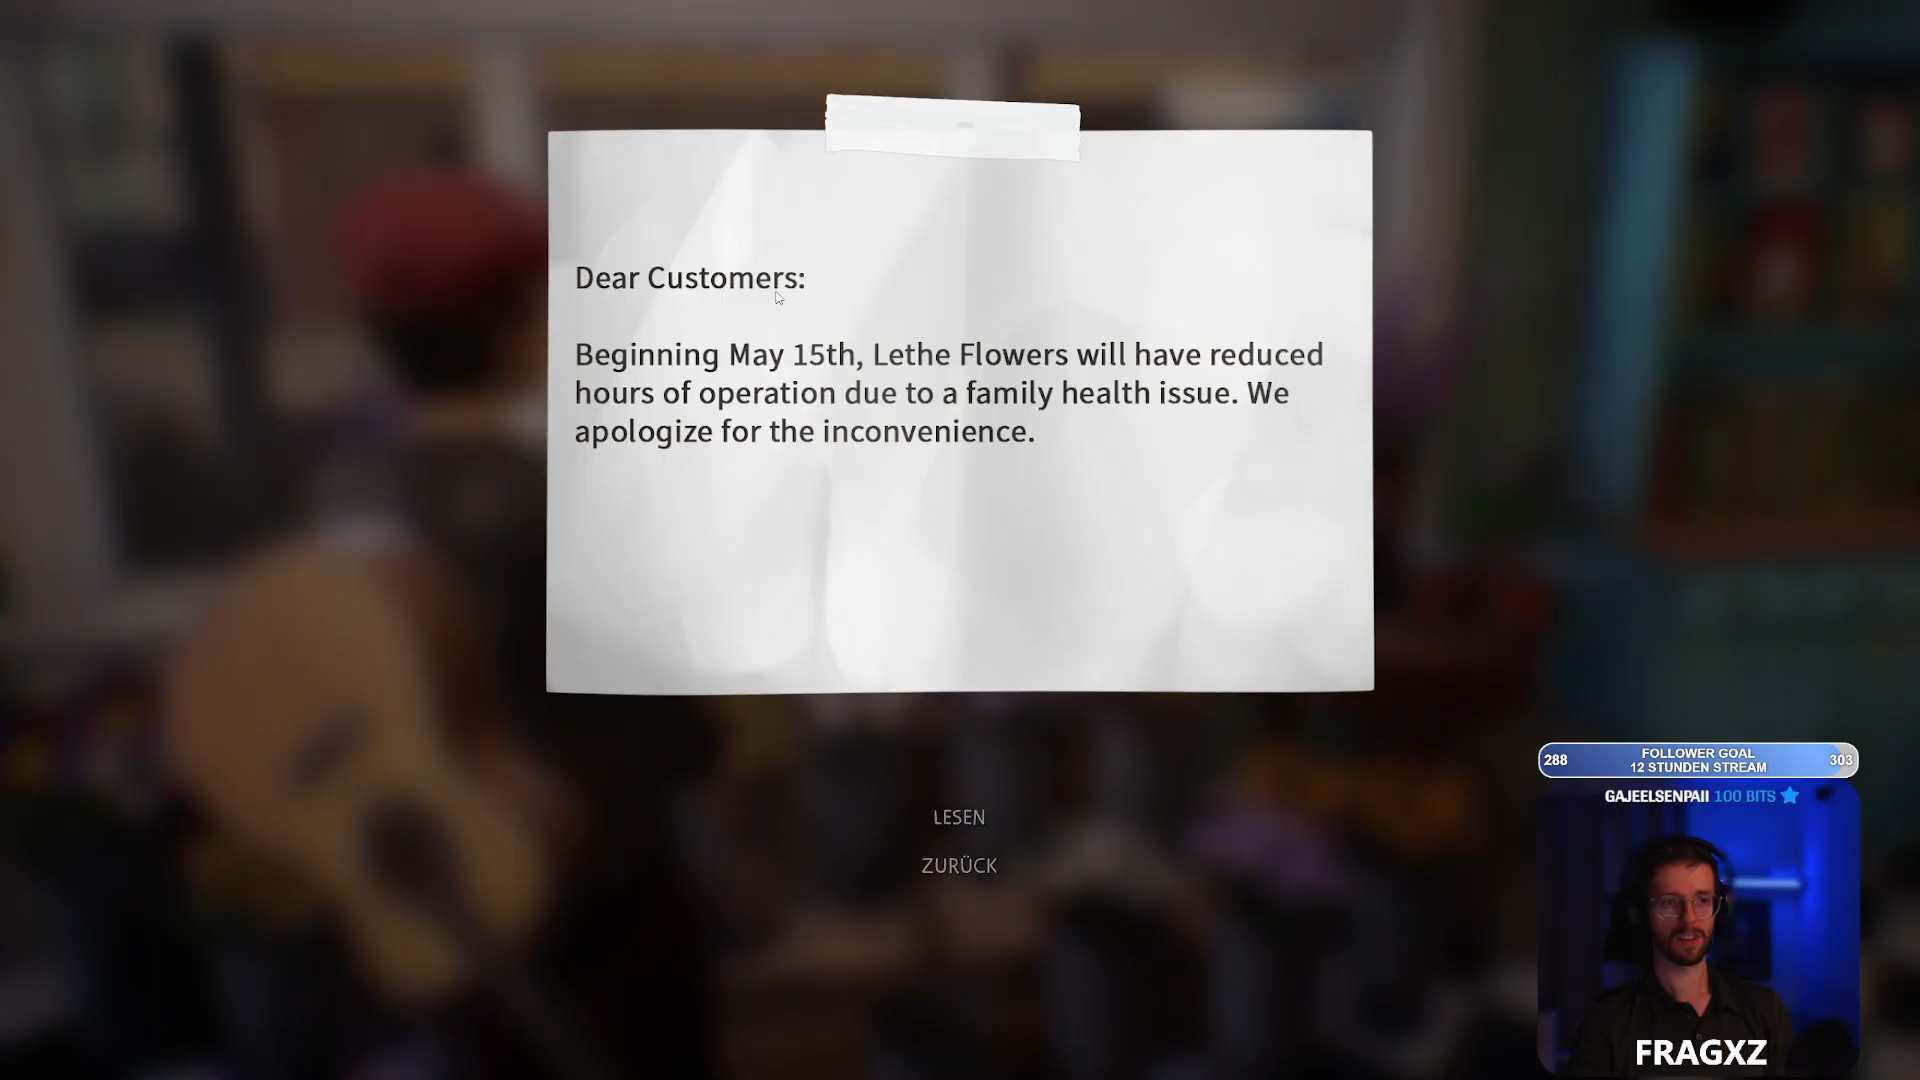 Dear Customers:
Beginning May 15th, Lethe Flowers will have reduced
hours of operation due to a family health issue. We
apologize for the inconvenience.
LESEN
ZURÜCK
288
FOLLOWER GOAL
303
12 STUNDEN STREAM
GAJEELSENPAII 100 BITS
FRAGXZ